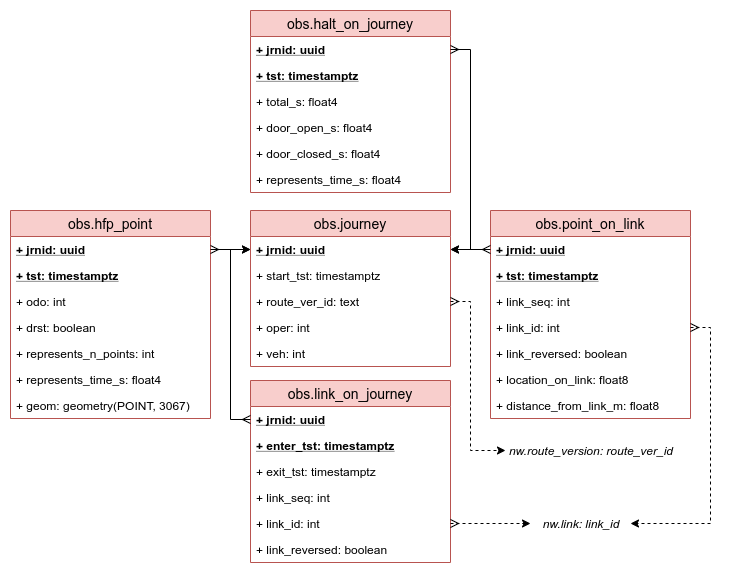 obs.halt_on_journey
+ jrnid: uuid
+ tst: timestamptz
+ total_s: float4
+ door_open_s: float4
+ door_closed_s: float4
+ represents_time_s: float4
obs.hfp_point
+ jrnid: uuid
+ tst: timestamptz
+ odo: int
+ drst: boolean
+ represents_n_points: int
+ represents_time_s: float4
+ geom: geometry(POINT, 3067)
obs.journey
+ jrnid: uuid
+ start_tst: timestamptz
+ route_ver_id: text
+ oper: int
+ veh: int
obs.point_on_link
+ jrnid: uuid
+ tst: timestamptz
+ link_seq: int
+ link_id: int
+ link_reversed: boolean
+ location_on_link: float8
+ distance_from_link_m: float8
obs.link_on_journey
+ jrnid: uuid
+ enter_tst: timestamptz
+ exit_tst: timestamptz
+ link_seq: int
+ link_id: int
+ link_reversed: boolean
nw.route_version: route_ver_id
nw.link: link_id